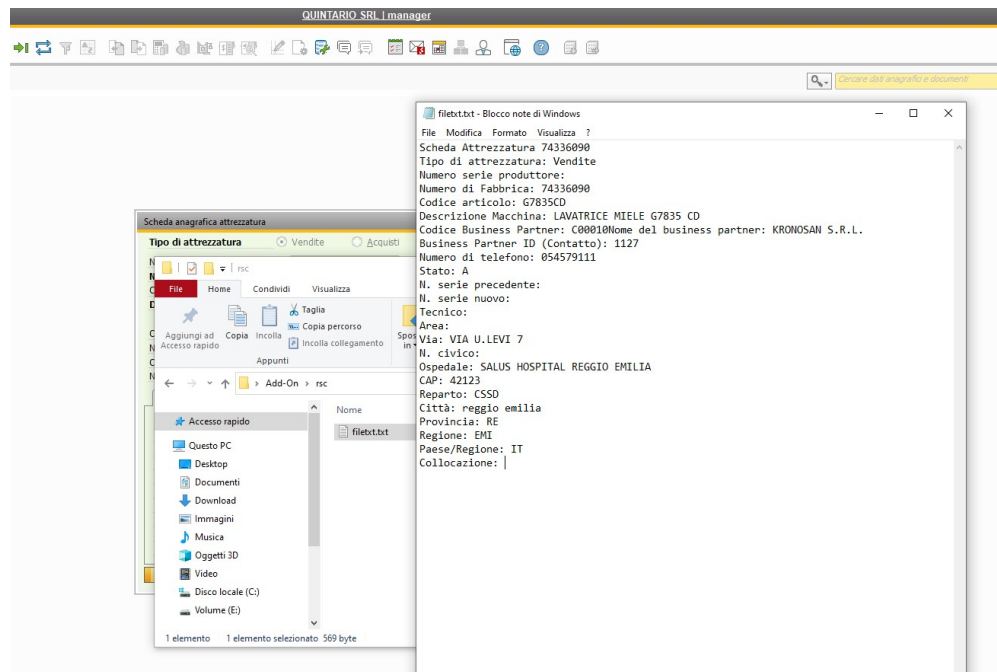 QUINTARIO SRL | manager
Cercare dati anagrafici e documenti
filetxt.txt - Blocco note di Windows
File Modifica Formato Visualizza ?
Scheda Attrezzatura 74336090
Tipo di attrezzatura: Vendite
Numero serie produttore:
Numero di Fabbrica: 74336090
Codice articolo: G7835CD
Descrizione Macchina: LAVATRICE MIELE G7835 CD
Codice Business Partner: C00010Nome del business partner: KRONOSAN S.R.L.
Business Partner ID (Contatto): 1127
Numero di telefono: 054579111
Stato: A
N. serie precedente:
N. serie nuovo:
Tecnico:
Area:
Via: VIA U.LEVI 7
N. civico:
Ospedale: SALUS HOSPITAL REGGIO EMILIA
CAP: 42123
Reparto: CSSD
Città: reggio emilia
Provincia: RE
Regione: EMI
Paese/Regione: IT
Collocazione:
Scheda anagrafica attrezzatura
Tipo di attrezzatura Vendite Acquisti
rsc
File Home Condividi Visualizza
Aggiungi ad Accesso rapido
Copia
Incolla
Taglia
Copia percorso
Incolla collegamento
Appunti
Add-On > rsc
Nome
filetxt.txt
Accesso rapido
Questo PC
Desktop
Documenti
Download
Immagini
Musica
Oggetti 3D
Video
Disco locale (C:)
Volume (E:)
1 elemento 1 elemento selezionato 569 byte